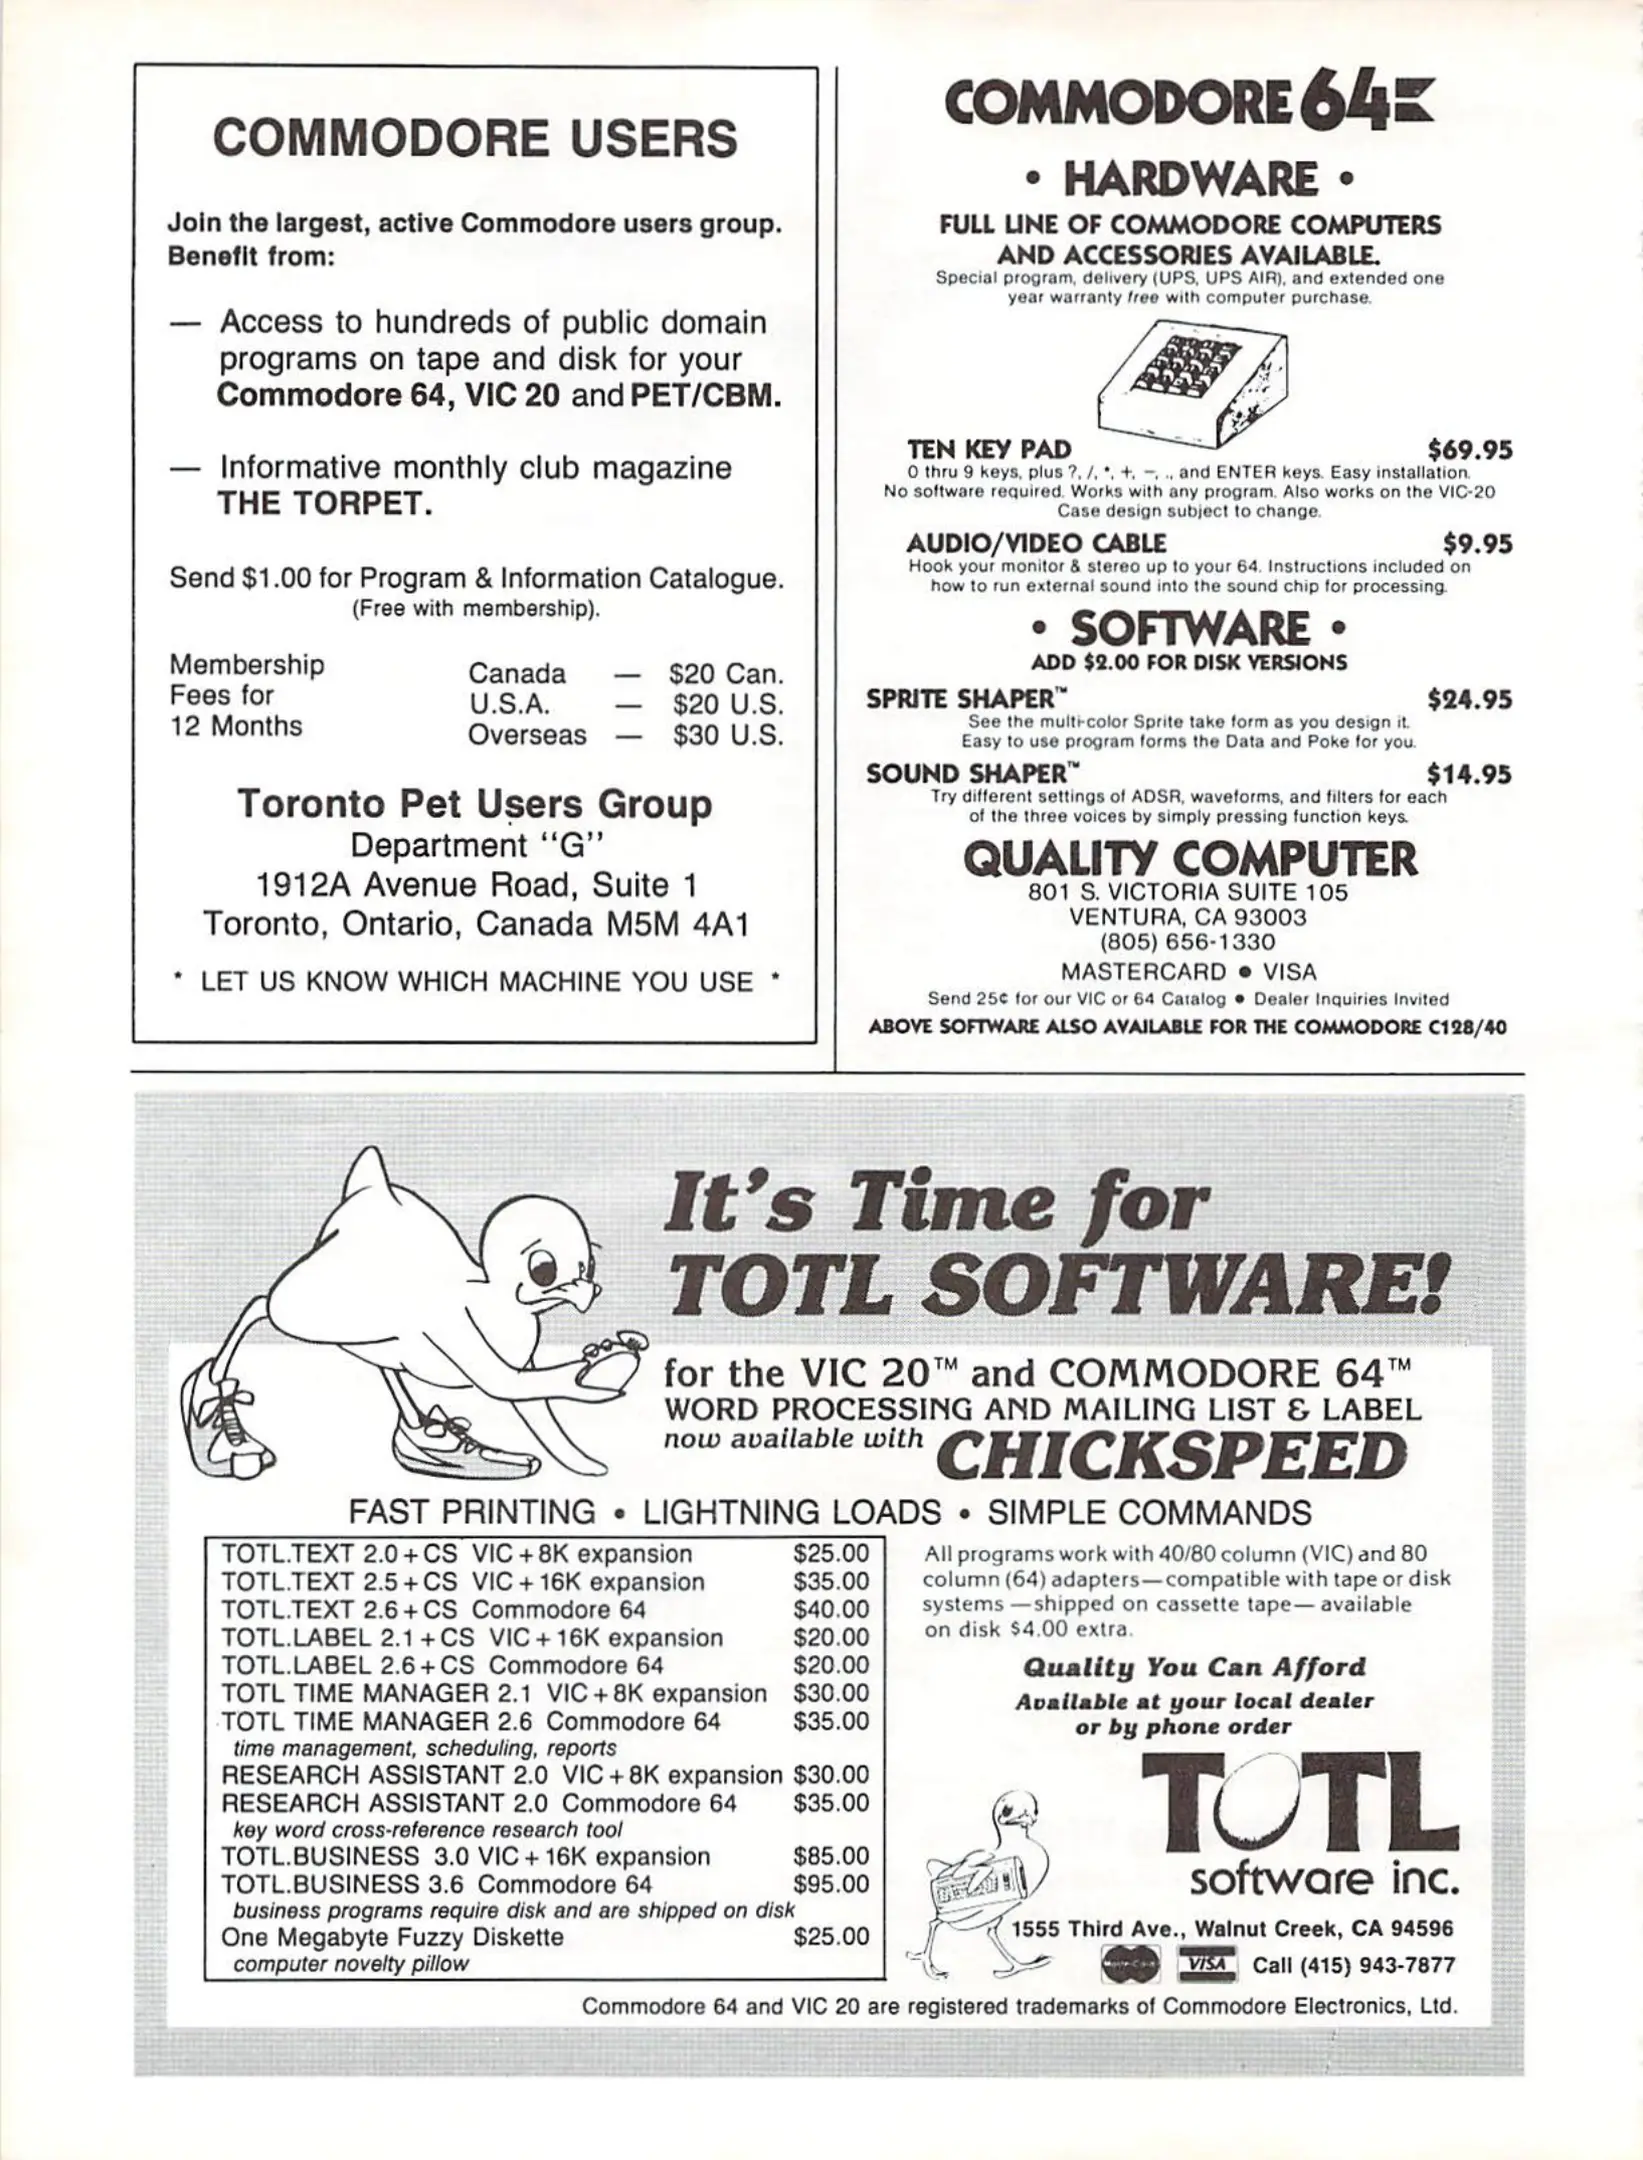 COMMODORE USERS
Join the largest, active Commodore users group.
Benefit from:
— Access to hundreds of public domain
programs on tape and disk for your
Commodore 64, VIC 20 and PET/CBM.
— Informative monthly club magazine
THE TORPET.
Send $1.00 for Program & Information Catalogue.
(Free with membership).
Membership
Fees for
12 Months
Canada — $20 Can.
U.S.A. — $20 U.S.
Overseas — $30 U.S.
Toronto Pet Users Group
Department "G"
1912A Avenue Road, Suite 1
Toronto, Ontario, Canada M5M 4A1
* LET US KNOW WHICH MACHINE YOU USE *
COMMODORE 64
• HARDWARE •
FULL LINE OF COMMODORE COMPUTERS
AND ACCESSORIES AVAILABLE.
Special program, delivery (UPS, UPS AIR), and extended one
year warranty free with computer purchase.
TEN KEY PAD $69.95
0 thru 9 keys, plus ?, /, *, +, −, ., and ENTER keys. Easy installation.
No software required. Works with any program. Also works on the VIC-20
Case design subject to change.
AUDIO/VIDEO CABLE $9.95
Hook your monitor & stereo up to your 64. Instructions included on
how to run external sound into the sound chip for processing.
• SOFTWARE •
ADD $2.00 FOR DISK VERSIONS
SPRITE SHAPER™ $24.95
See the multi-color Sprite take form as you design it.
Easy to use program forms the Data and Poke for you.
SOUND SHAPER™ $14.95
Try different settings of ADSR, waveforms, and filters for each
of the three voices by simply pressing function keys.
QUALITY COMPUTER
801 S. VICTORIA SUITE 105
VENTURA, CA 93003
(805) 656-1330
MASTERCARD • VISA
Send 25¢ for our VIC or 64 Catalog • Dealer Inquiries Invited
ABOVE SOFTWARE ALSO AVAILABLE FOR THE COMMODORE C128/40
It's Time for
TOTL SOFTWARE!
for the VIC 20™ and COMMODORE 64™
WORD PROCESSING AND MAILING LIST & LABEL
now available with CHICKSPEED
FAST PRINTING • LIGHTNING LOADS • SIMPLE COMMANDS
TOTL.TEXT 2.0+CS VIC+8K expansion $25.00
TOTL.TEXT 2.5+CS VIC+16K expansion $35.00
TOTL.TEXT 2.6+CS Commodore 64 $40.00
TOTL.LABEL 2.1+CS VIC+16K expansion $20.00
TOTL.LABEL 2.6+CS Commodore 64 $20.00
TOTL TIME MANAGER 2.1 VIC+8K expansion $30.00
TOTL TIME MANAGER 2.6 Commodore 64 $35.00
time management, scheduling, reports
RESEARCH ASSISTANT 2.0 VIC+8K expansion $30.00
RESEARCH ASSISTANT 2.0 Commodore 64 $35.00
key word cross-reference research tool
TOTL.BUSINESS 3.0 VIC+16K expansion $85.00
TOTL.BUSINESS 3.6 Commodore 64 $95.00
business programs require disk and are shipped on disk
One Megabyte Fuzzy Diskette $25.00
computer novelty pillow
All programs work with 40/80 column (VIC) and 80
column (64) adapters—compatible with tape or disk
systems —shipped on cassette tape— available
on disk $4.00 extra.
Quality You Can Afford
Available at your local dealer
or by phone order
TOTL
software inc.
1555 Third Ave., Walnut Creek, CA 94596
VISA Call (415) 943-7877
Commodore 64 and VIC 20 are registered trademarks of Commodore Electronics, Ltd.